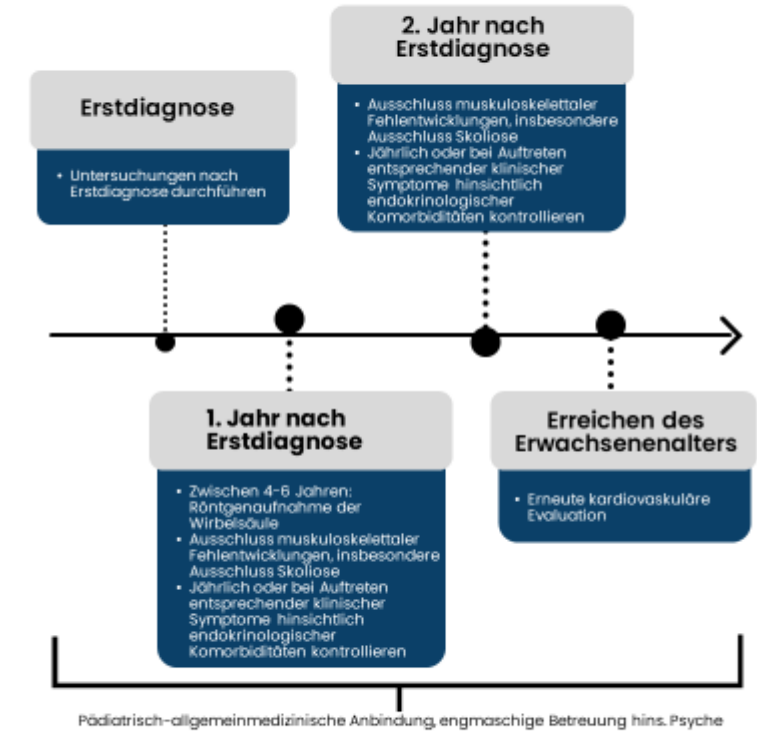 Erstdiagnose
• Untersuchungen nach
Erstdiagnose durchführen
1. Jahr nach
Erstdiagnose
• Zwischen 4-6 Jahren:
Röntgenaufnahme der
Wirbelsäule
• Ausschluss muskuloskelettaler
Fehlentwicklungen, insbesondere
Ausschluss Skoliose
• Jährlich oder bei Auftreten
entsprechender klinischer
Symptome hinsichtlich
endokrinologischer
Komorbiditäten kontrollieren
2. Jahr nach
Erstdiagnose
• Ausschluss muskuloskelettaler
Fehlentwicklungen, insbesondere
Ausschluss Skoliose
• Jährlich oder bei Auftreten
entsprechender klinischer
Symptome hinsichtlich
endokrinologischer
Komorbiditäten kontrollieren
Erreichen des
Erwachsenenalters
• Erneute kardiovaskuläre
Evaluation
Pädiatrisch-allgemeinmedizinische Anbindung, engmaschige Betreuung hins. Psyche